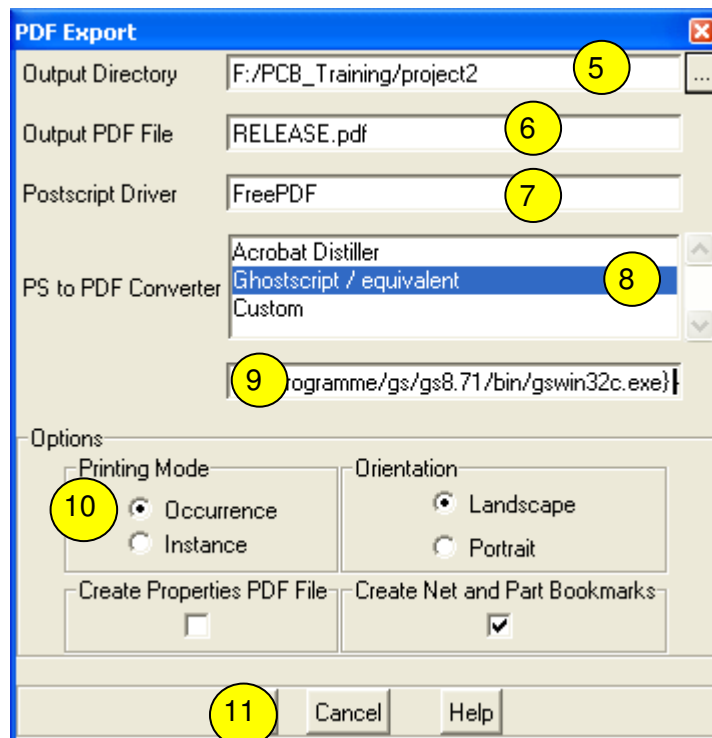 PDF Export
Output Directory F:/PCB_Training/project2 5 ...
Output PDF File RELEASE.pdf 6
Postscript Driver FreePDF 7
Acrobat Distiller
PS to PDF Converter Ghostscript / equivalent 8
Custom
9 rogramme/gs/gs8.71/bin/gswin32c.exe} -
Options
Printing Mode Orientation
10 Occurrence Landscape
Instance Portrait
Create Properties PDF File Create Net and Part Bookmarks
11 Cancel Help